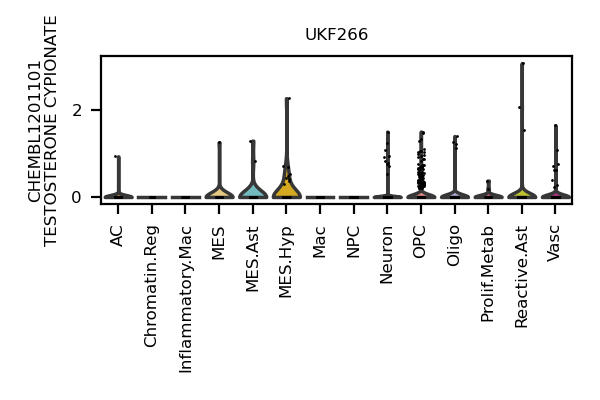 UKF266
CHEMBL1201101
TESTOSTERONE CYPIONATE
2
0
AC
Chromatin.Reg
Inflammatory.Mac
MES
MES.Ast
MES.Hyp
Mac
NPC
Neuron
OPC
Oligo
Prolif.Metab
Reactive.Ast
Vasc